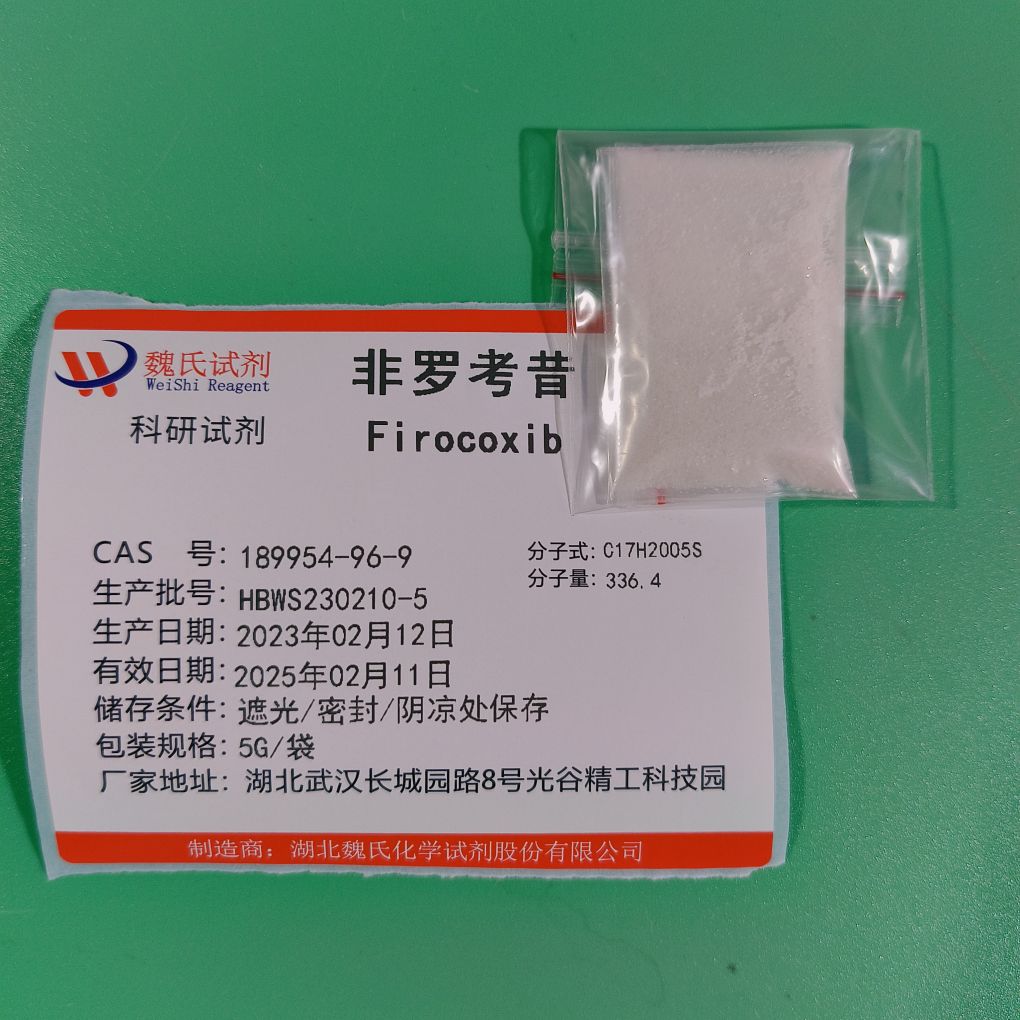 魏氏试剂
WeiShi Reagent
科研试剂
非罗考昔
Firocoxib
CAS 号: 189954-96-9
分子式: C17H20O5S
生产批号: HBWS230210-5
分子量: 336.4
生产日期: 2023年02月12日
有效日期: 2025年02月11日
储存条件: 遮光/密封/阴凉处保存
包装规格: 5G/袋
厂家地址: 湖北武汉长城园路8号光谷精工科技园
制造商: 湖北魏氏化学试剂股份有限公司